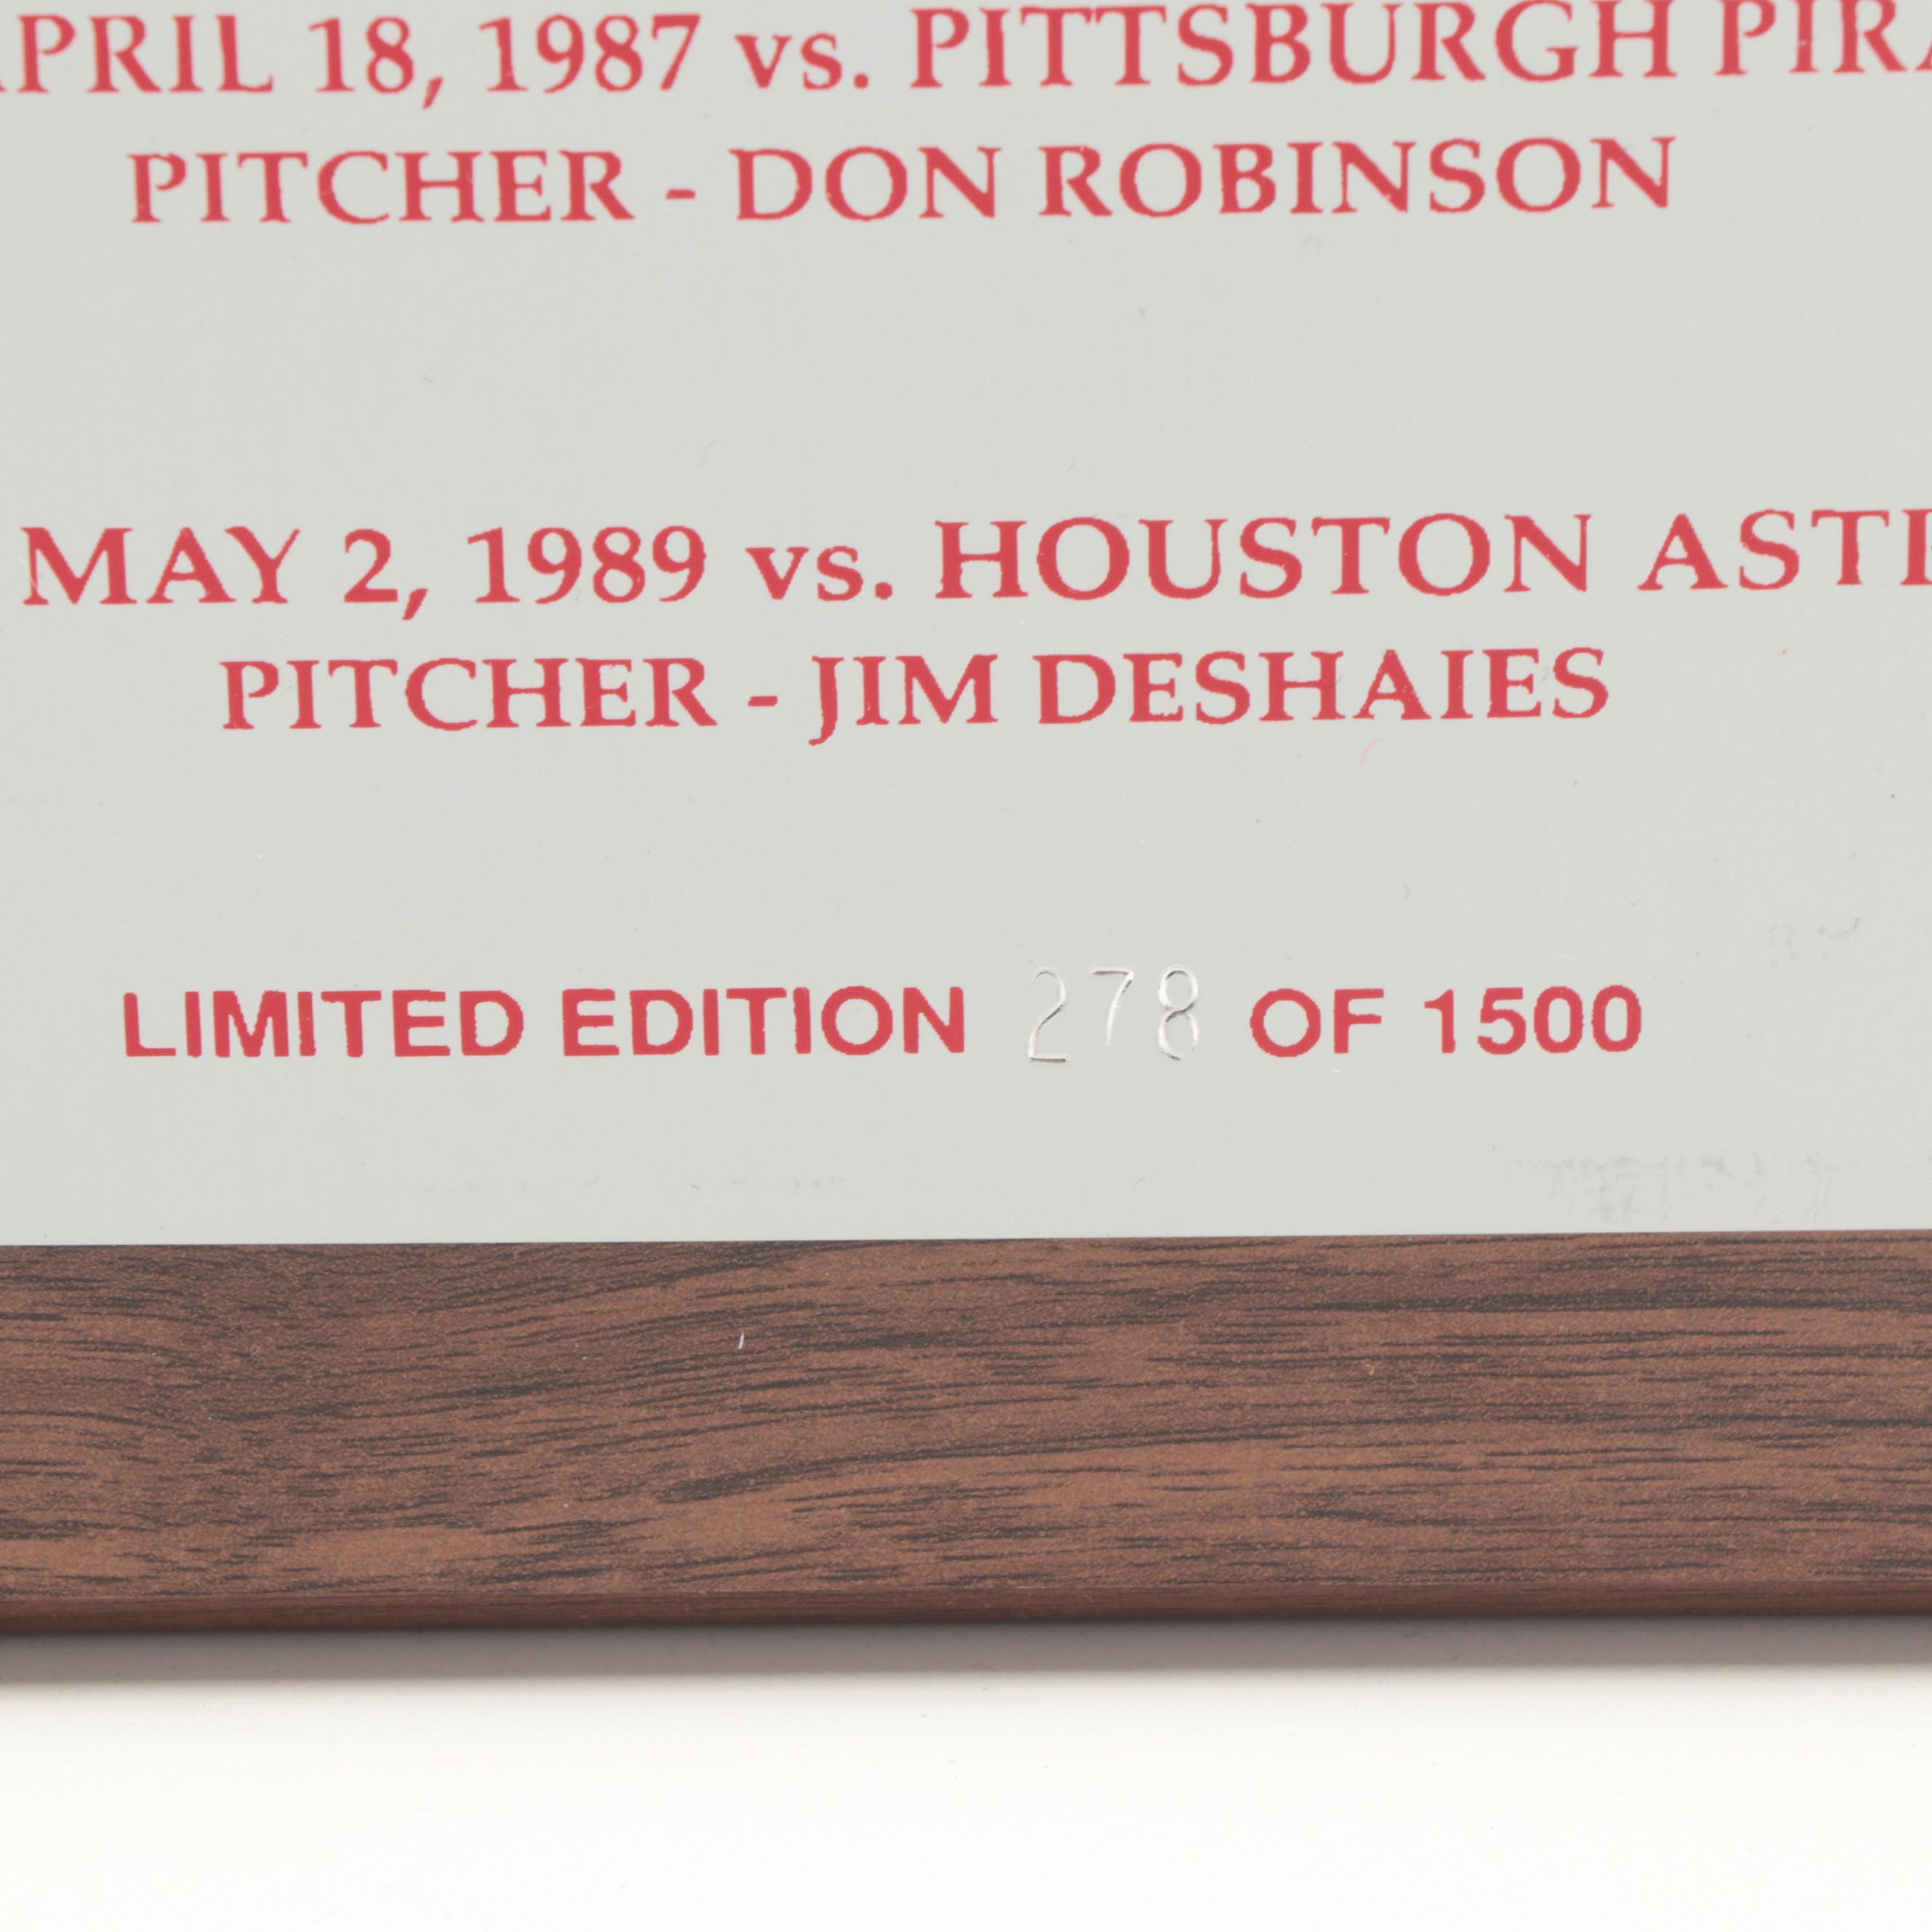 APRIL 18, 1987 vs. PITTSBURGH PIRA
PITCHER - DON ROBINSON
MAY 2, 1989 vs. HOUSTON AST
PITCHER - JIM DESHAIES
LIMITED EDITION 278 OF 1500